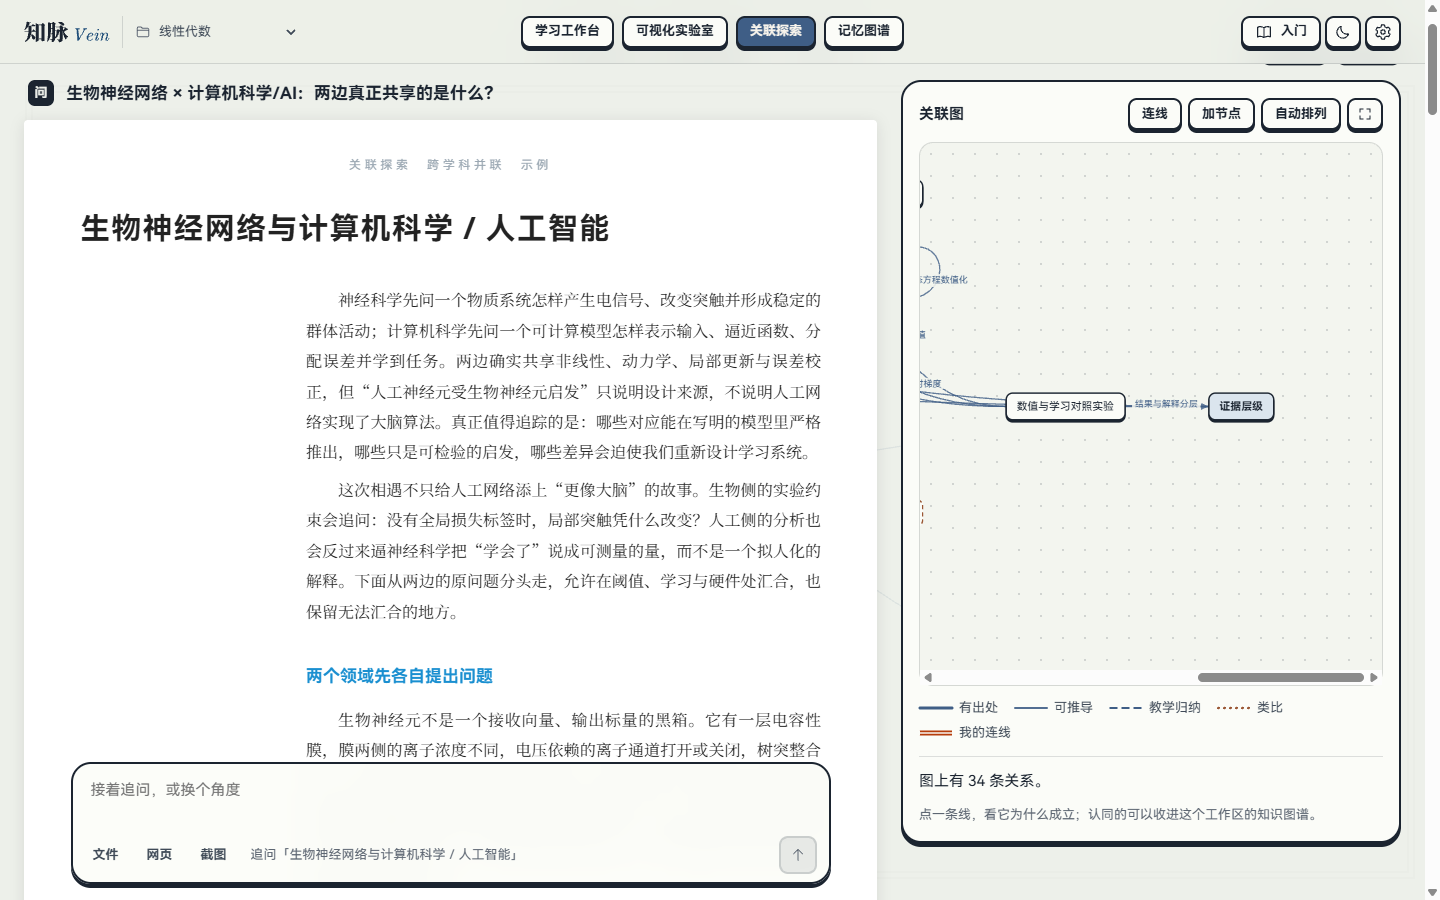 知脉 Vein
线性代数
学习工作台
可视化实验室
关联探索
记忆图谱
入门
问 生物神经网络 × 计算机科学/AI：两边真正共享的是什么？
关联探索 跨学科并联 示例
生物神经网络与计算机科学 / 人工智能
神经科学先问一个物质系统怎样产生电信号、改变突触并形成稳定的
群体活动；计算机科学先问一个可计算模型怎样表示输入、逼近函数、分
配误差并学到任务。两边确实共享非线性、动力学、局部更新与误差校
正，但“人工神经元受生物神经元启发”只说明设计来源，不说明人工网
络实现了大脑算法。真正值得追踪的是：哪些对应能在写明的模型里严格
推出，哪些只是可检验的启发，哪些差异会迫使我们重新设计学习系统。
这次相遇不只给人工网络添上“更像大脑”的故事。生物侧的实验约
束会追问：没有全局损失标签时，局部突触凭什么改变？人工侧的分析也
会反过来逼神经科学把“学会了”说成可测量的量，而不是一个拟人化的
解释。下面从两边的原问题分头走，允许在阈值、学习与硬件处汇合，也
保留无法汇合的地方。
两个领域先各自提出问题
生物神经元不是一个接收向量、输出标量的黑箱。它有一层电容性
膜，膜两侧的离子浓度不同，电压依赖的离子通道打开或关闭，树突整合
接着追问，或换个角度
文件 网页 截图 追问「生物神经网络与计算机科学 / 人工智能」
关联图
连线
加节点
自动排列
方程数值化
值
梯度
数值与学习对照实验
结果与解释分层
证据层级
有出处 可推导 教学归纳 类比
我的连线
图上有 34 条关系。
点一条线，看它为什么成立；认同的可以收进这个工作区的知识图谱。